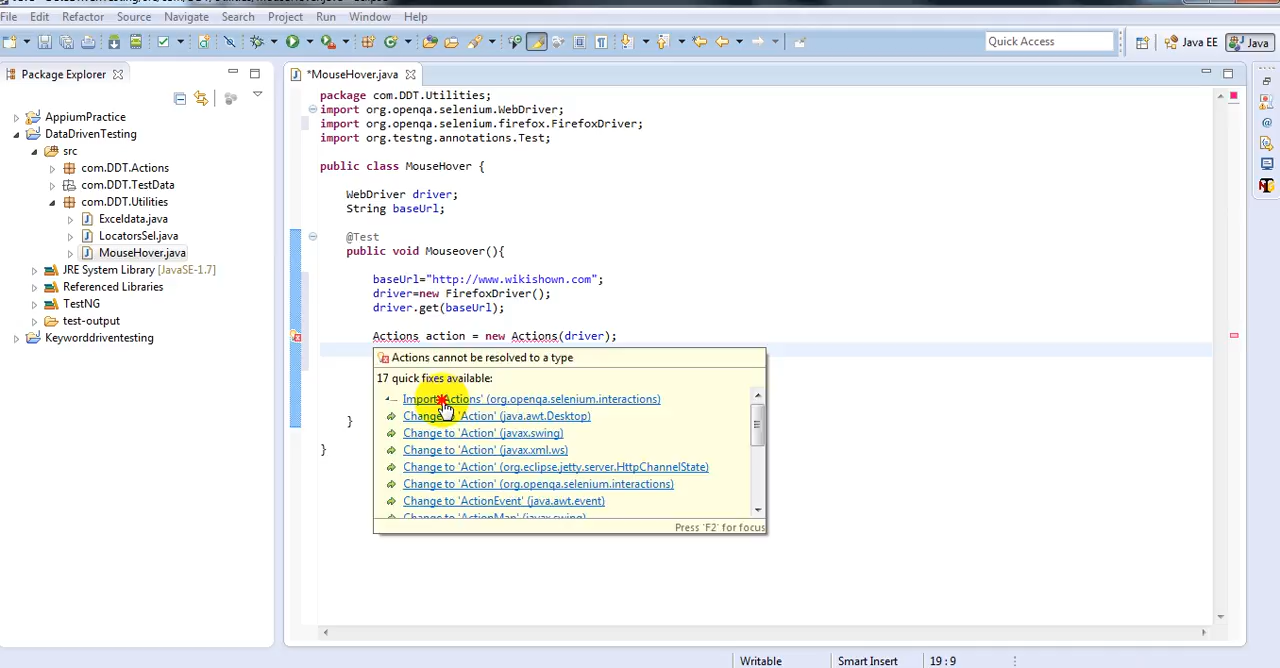 File Edit Refactor Source Navigate Search Project Run Window Help
Quick Access
Java EE
Java
Package Explorer
AppiumPractice
DataDrivenTesting
src
com.DDT.Actions
com.DDT.TestData
com.DDT.Utilities
Exceldata.java
LocatorsSel.java
MouseHover.java
JRE System Library [JavaSE-1.7]
Referenced Libraries
TestNG
test-output
Keyworddriventesting
*MouseHover.java
package com.DDT.Utilities;
import org.openqa.selenium.WebDriver;
import org.openqa.selenium.firefox.FirefoxDriver;
import org.testng.annotations.Test;
public class MouseHover {
WebDriver driver;
String baseUrl;
@Test
public void Mouseover(){
baseUrl="http://www.wikishown.com";
driver=new FirefoxDriver();
driver.get(baseUrl);
Actions action = new Actions(driver);
Actions cannot be resolved to a type
17 quick fixes available:
Import 'Actions' (org.openqa.selenium.interactions)
Change to 'Action' (java.awt.Desktop)
Change to 'Action' (javax.swing)
Change to 'Action' (javax.xml.ws)
Change to 'Action' (org.eclipse.jetty.server.HttpChannelState)
Change to 'Action' (org.openqa.selenium.interactions)
Change to 'ActionEvent' (java.awt.event)
Change to 'ActionMap' (javax.swing)
Press 'F2' for focus
}
}
Writable
Smart Insert
19 : 9